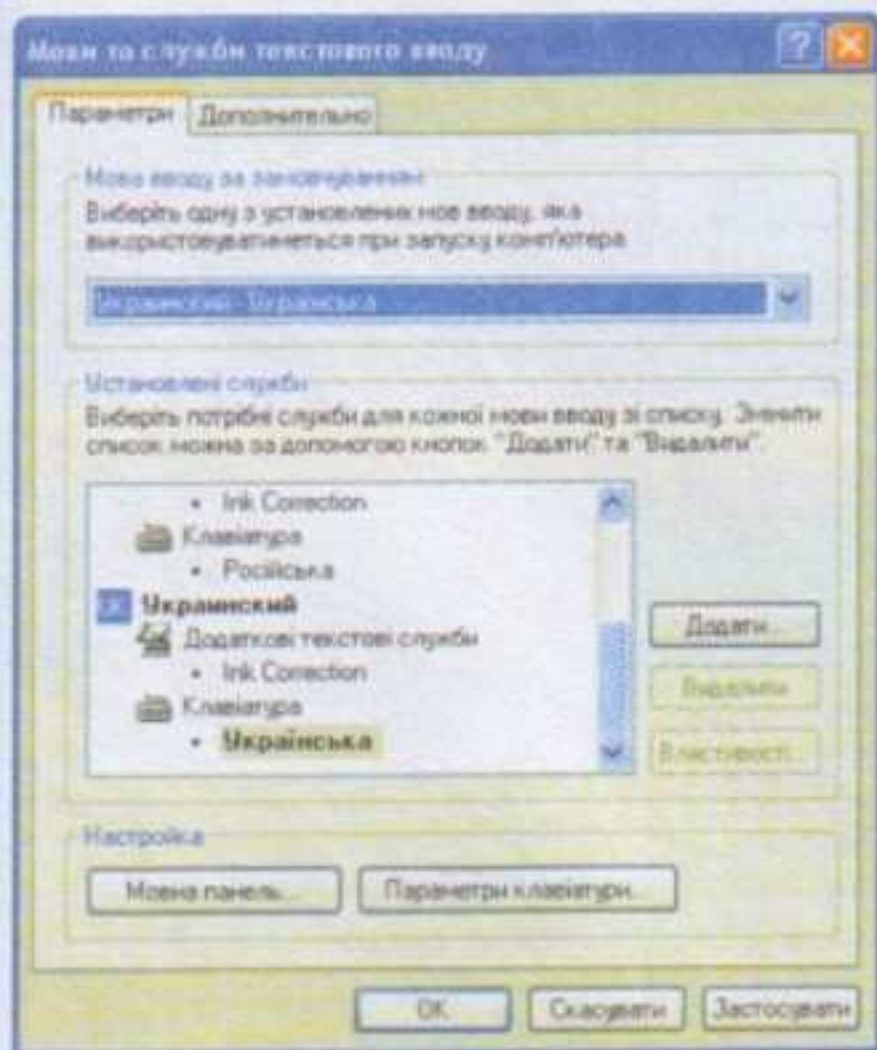 Мови та служби текстового вводу
Параметри Дополнительно
Мова вводу за замовчуванням
Виберіть одну з установлених мов вводу, яка
використовуватиметься при запуску комп'ютера
Украинский - Українська
Установлені служби
Виберіть потрібні служби для кожної мови вводу зі списку. Змінити
список можна за допомогою кнопок "Додати" та "Видалити".
• Ink Correction
Клавіатура
• Російська
Украинский
Додаткові текстові служби
• Ink Correction
Клавіатура
• Українська
Додати...
Видалити
Властивості...
Настройка
Мовна панель...
Параметри клавіатури...
ОК
Скасувати
Застосувати